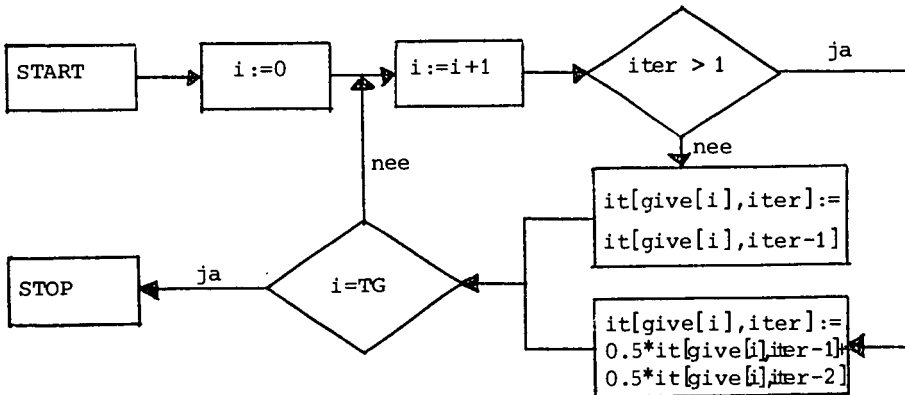 START
i:=0
i:=i+1
iter > 1
ja
nee
it[give[i],iter]:=
it[give[i],iter-1]
nee
STOP
ja
i=TG
it[give[i],iter]:=
0.5*it[give[i],iter-1]+
0.5*it[give[i],iter-2]